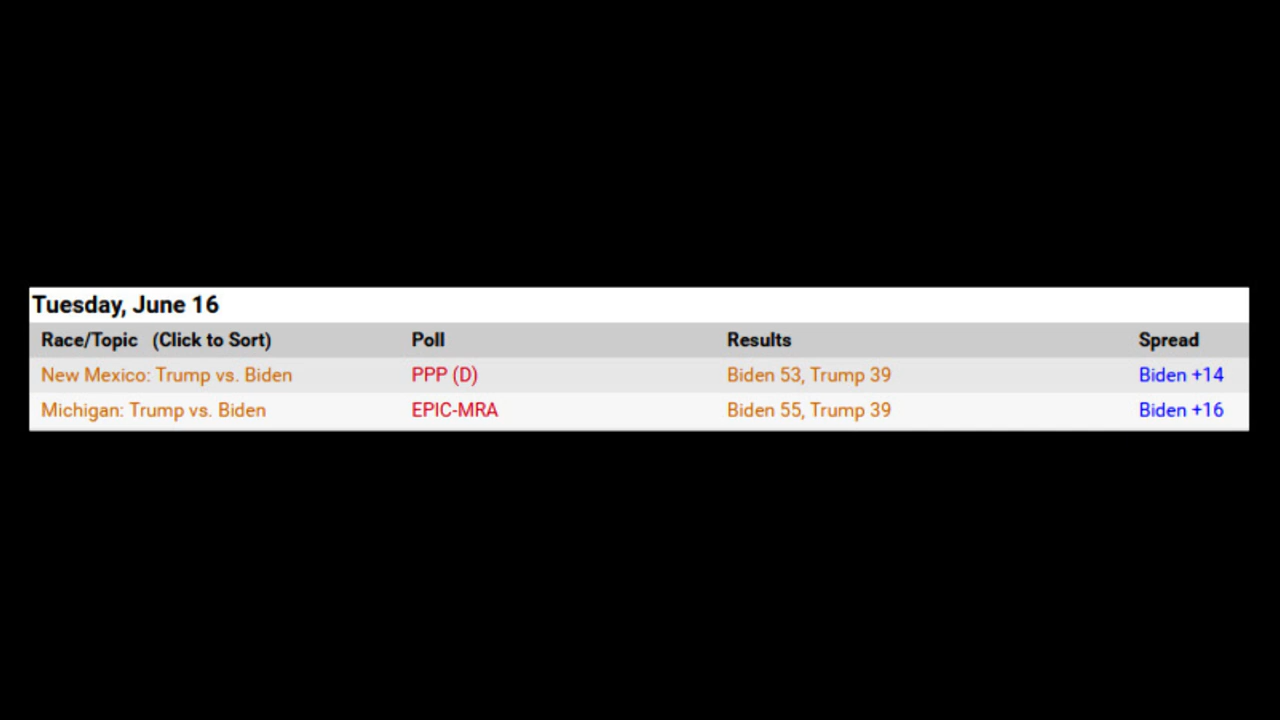 Tuesday, June 16
Race/Topic (Click to Sort) Poll Results Spread
New Mexico: Trump vs. Biden PPP (D) Biden 53, Trump 39 Biden +14
Michigan: Trump vs. Biden EPIC-MRA Biden 55, Trump 39 Biden +16